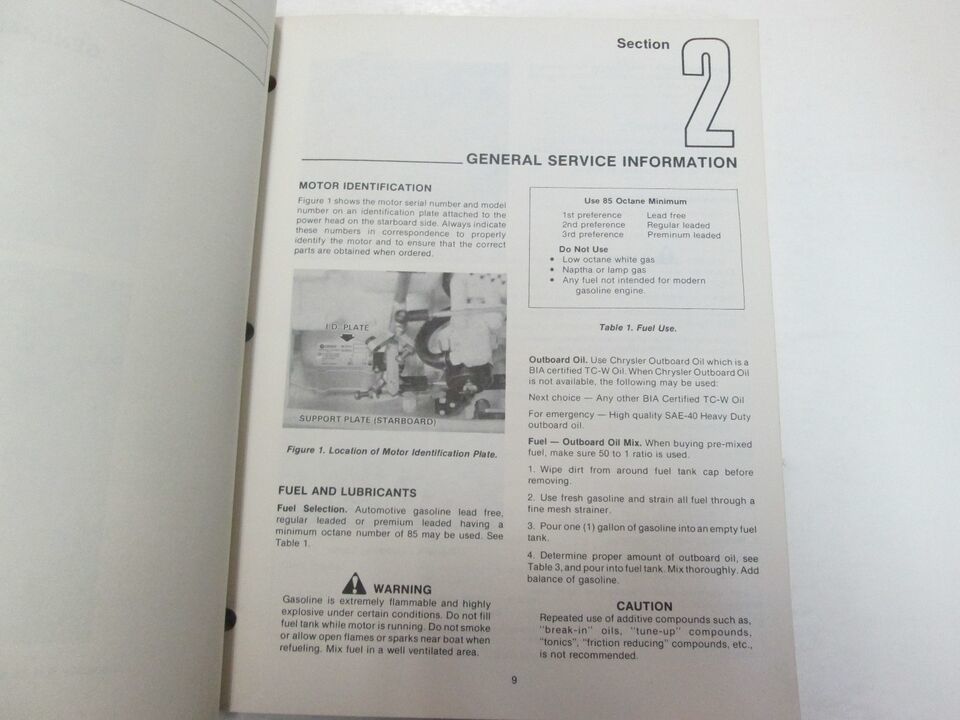 Section
2
GENERAL SERVICE INFORMATION
MOTOR IDENTIFICATION
Figure 1 shows the motor serial number and model
number on an identification plate attached to the
power head on the starboard side. Always indicate
these numbers in correspondence to properly
identify the motor and to ensure that the correct
parts are obtained when ordered.
I.D. PLATE
SUPPORT PLATE (STARBOARD)
Figure 1. Location of Motor Identification Plate.
FUEL AND LUBRICANTS
Fuel Selection. Automotive gasoline lead free,
regular leaded or premium leaded having a
minimum octane number of 85 may be used. See
Table 1.
WARNING
Gasoline is extremely flammable and highly
explosive under certain conditions. Do not fill
fuel tank while motor is running. Do not smoke
or allow open flames or sparks near boat when
refueling. Mix fuel in a well ventilated area.
Use 85 Octane Minimum
1st preference Lead free
2nd preference Regular leaded
3rd preference Preminum leaded
Do Not Use
• Low octane white gas
• Naptha or lamp gas
• Any fuel not intended for modern
gasoline engine.
Table 1. Fuel Use.
Outboard Oil. Use Chrysler Outboard Oil which is a
BIA certified TC-W Oil. When Chrysler Outboard Oil
is not available, the following may be used:
Next choice — Any other BIA Certified TC-W Oil
For emergency — High quality SAE-40 Heavy Duty
outboard oil.
Fuel — Outboard Oil Mix. When buying pre-mixed
fuel, make sure 50 to 1 ratio is used.
1. Wipe dirt from around fuel tank cap before
removing.
2. Use fresh gasoline and strain all fuel through a
fine mesh strainer.
3. Pour one (1) gallon of gasoline into an empty fuel
tank.
4. Determine proper amount of outboard oil, see
Table 3, and pour into fuel tank. Mix thoroughly. Add
balance of gasoline.
CAUTION
Repeated use of additive compounds such as,
"break-in" oils, "tune-up" compounds,
"tonics", "friction reducing" compounds, etc.,
is not recommended.
9